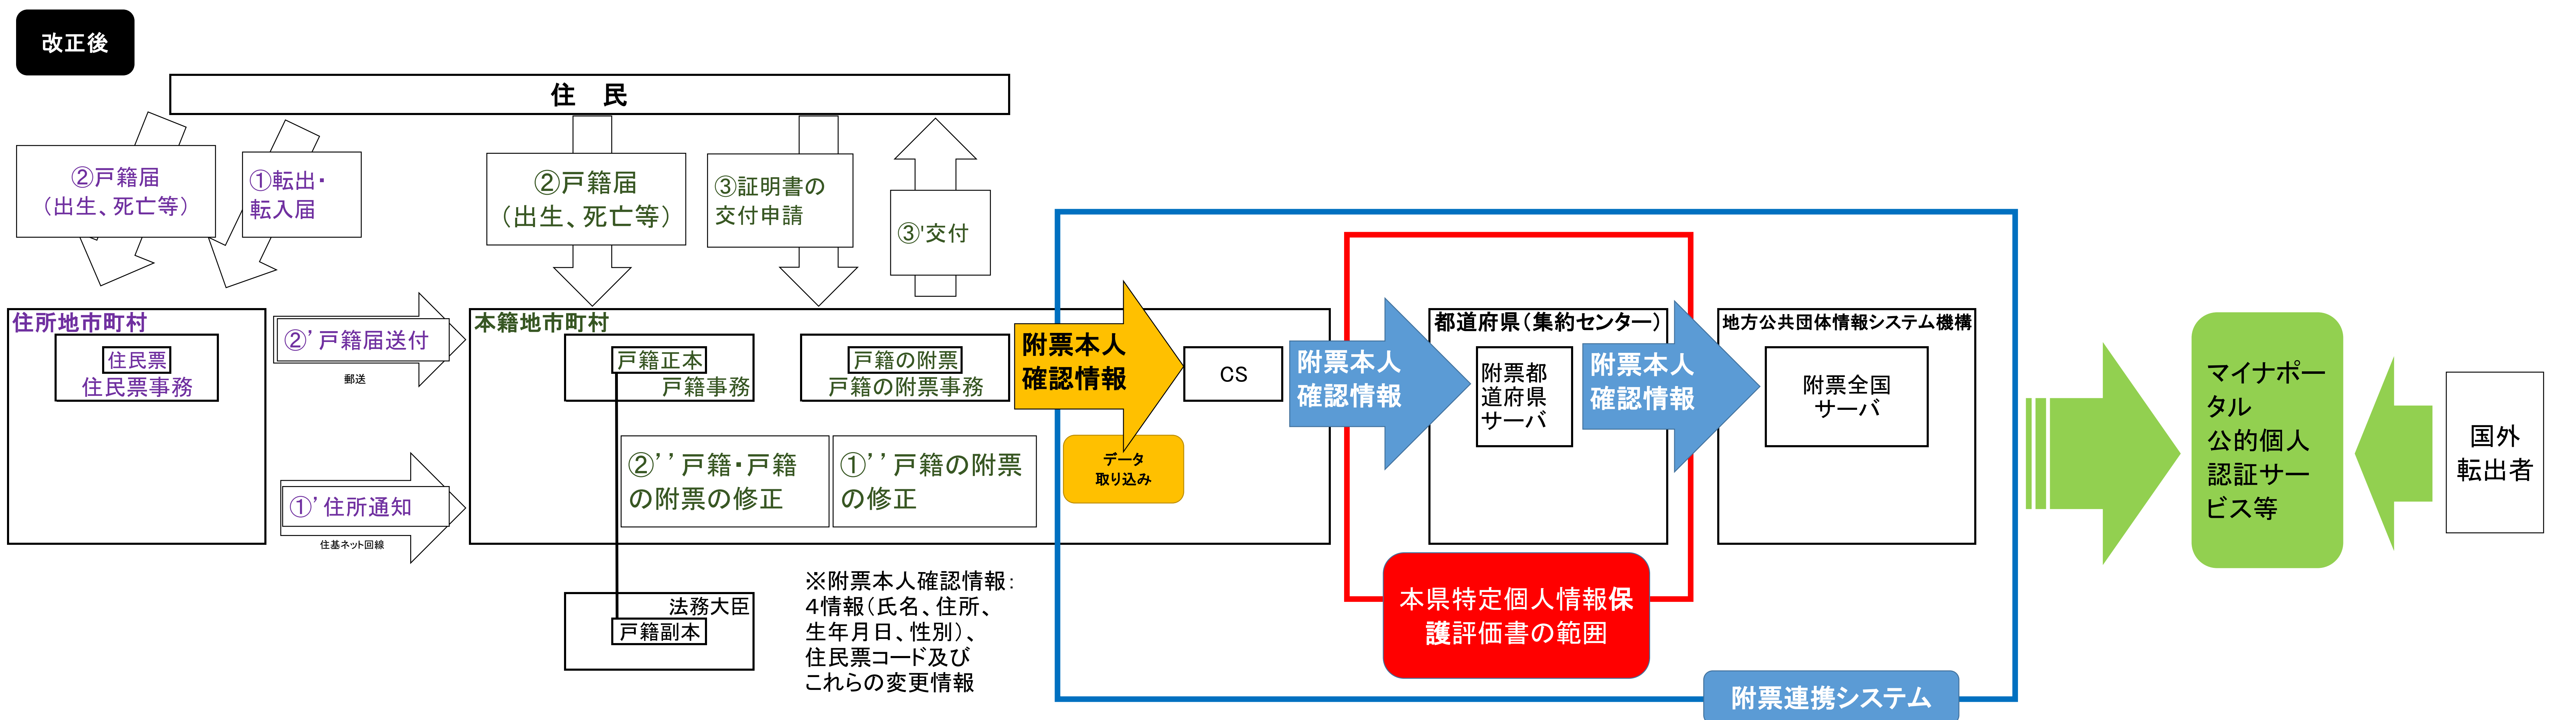 改正後
住　民
②戸籍届
（出生、死亡等）
①転出・
転入届
②戸籍届
（出生、死亡等）
③証明書の
交付申請
③'交付
住所地市町村
住民票
住民票事務
②’戸籍届送付
郵送
①’住所通知
住基ネット回線
本籍地市町村
戸籍正本
戸籍事務
戸籍の附票
戸籍の附票事務
②’’戸籍・戸籍
の附票の修正
①’’戸籍の附票
の修正
附票本人
確認情報
データ
取り込み
CS
附票本人
確認情報
都道府県（集約センター）
附票都
道府県
サーバ
附票本人
確認情報
地方公共団体情報システム機構
附票全国
サーバ
マイナポー
タル
公的個人
認証サー
ビス等
国外
転出者
法務大臣
戸籍副本
※附票本人確認情報：
４情報（氏名、住所、
生年月日、性別）、
住民票コード及び
これらの変更情報
本県特定個人情報保
護評価書の範囲
附票連携システム